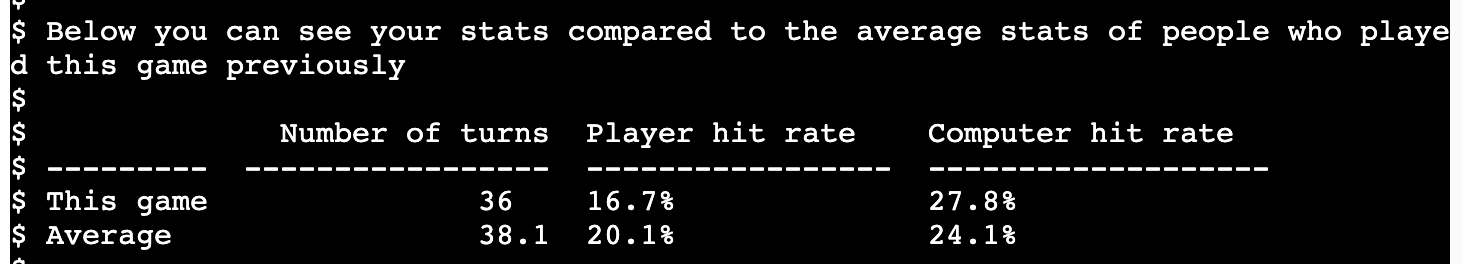 $
$ Below you can see your stats compared to the average stats of people who playe
d this game previously
$
$              Number of turns  Player hit rate    Computer hit rate
$ ---------  -----------------  -----------------  -------------------
$ This game               36    16.7%              27.8%
$ Average                 38.1  20.1%              24.1%
$